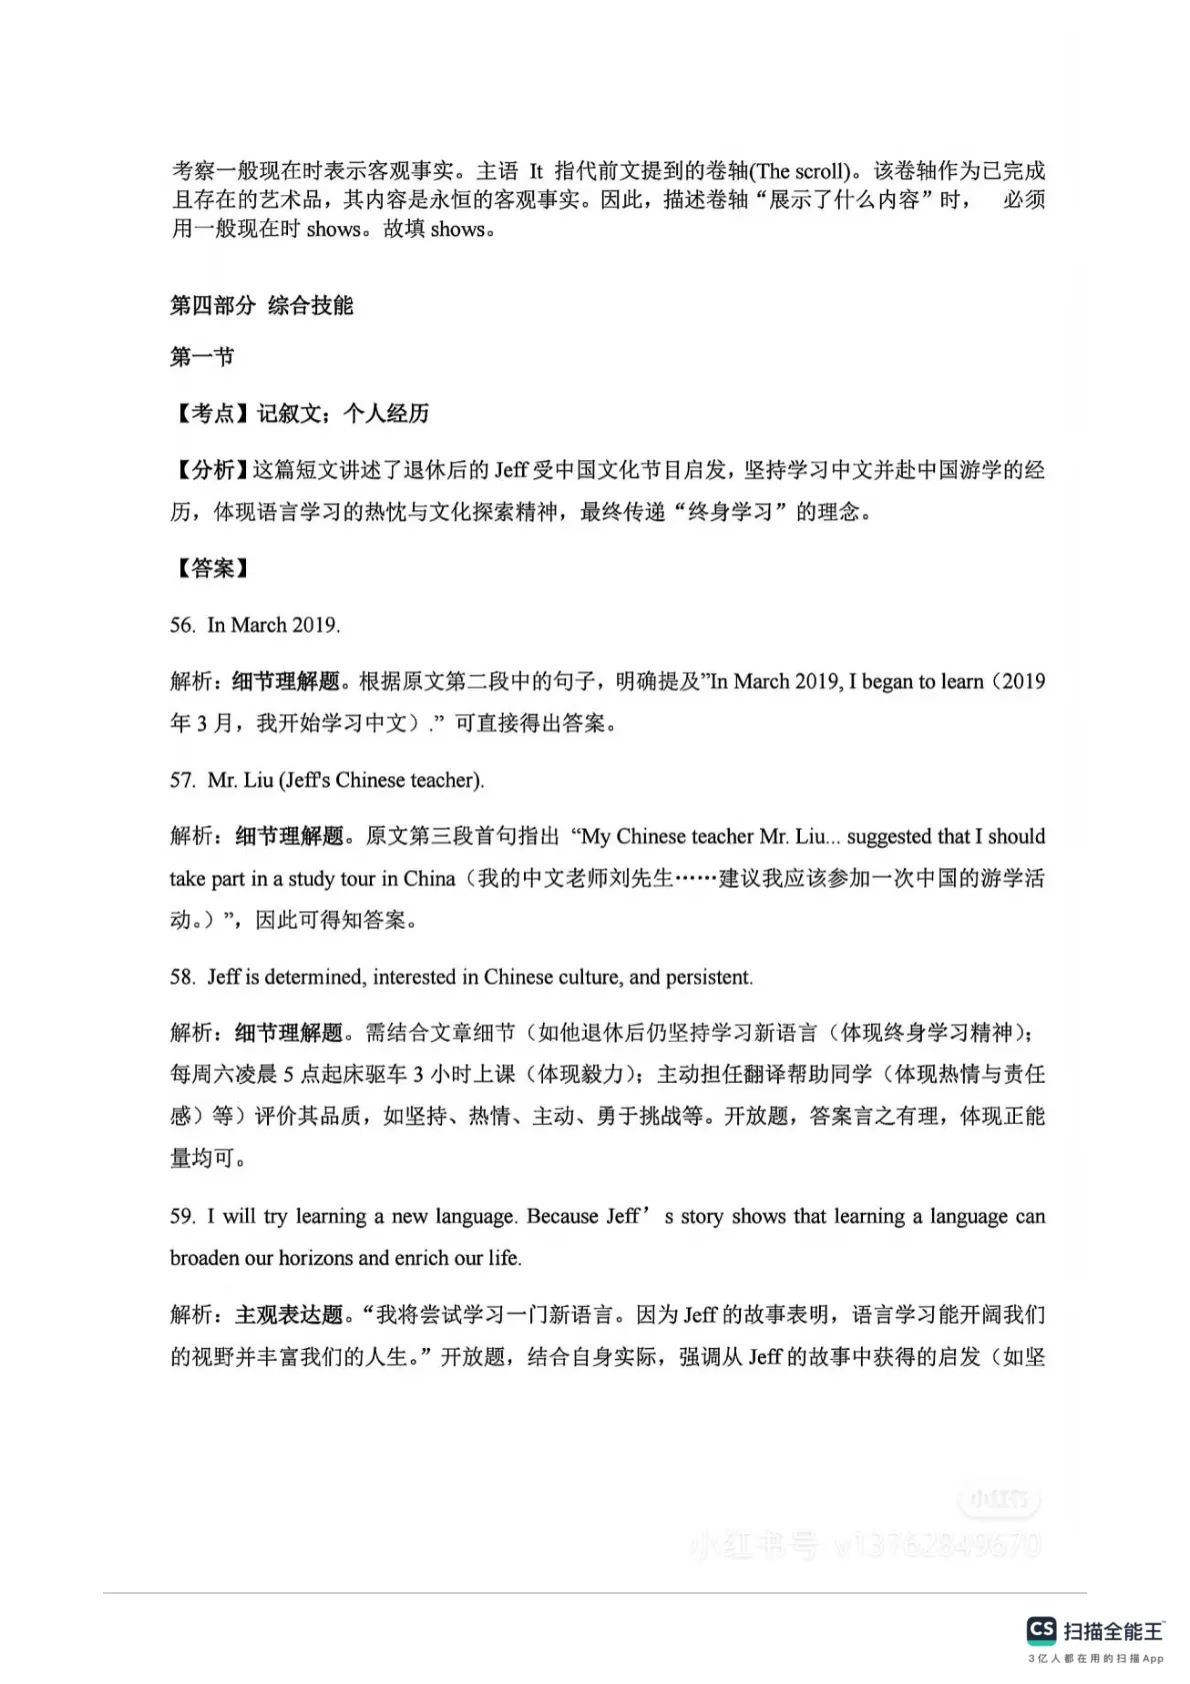 考察一般现在时表示客观事实。主语 It 指代前文提到的卷轴(The scroll)。该卷轴作为已完成
且存在的艺术品，其内容是永恒的客观事实。因此，描述卷轴“展示了什么内容”时， 必须
用一般现在时 shows。故填 shows。
第四部分 综合技能
第一节
【考点】记叙文；个人经历
【分析】这篇短文讲述了退休后的 Jeff 受中国文化节目启发，坚持学习中文并赴中国游学的经
历，体现语言学习的热忱与文化探索精神，最终传递“终身学习”的理念。
【答案】
56. In March 2019.
解析：细节理解题。根据原文第二段中的句子，明确提及”In March 2019, I began to learn（2019
年 3 月，我开始学习中文）.” 可直接得出答案。
57. Mr. Liu (Jeff's Chinese teacher).
解析：细节理解题。原文第三段首句指出 “My Chinese teacher Mr. Liu... suggested that I should
take part in a study tour in China（我的中文老师刘先生……建议我应该参加一次中国的游学活
动。）”，因此可得知答案。
58. Jeff is determined, interested in Chinese culture, and persistent.
解析：细节理解题。需结合文章细节（如他退休后仍坚持学习新语言（体现终身学习精神）；
每周六凌晨 5 点起床驱车 3 小时上课（体现毅力）；主动担任翻译帮助同学（体现热情与责任
感）等）评价其品质，如坚持、热情、主动、勇于挑战等。开放题，答案言之有理，体现正能
量均可。
59. I will try learning a new language. Because Jeff’s story shows that learning a language can
broaden our horizons and enrich our life.
解析：主观表达题。“我将尝试学习一门新语言。因为 Jeff 的故事表明，语言学习能开阔我们
的视野并丰富我们的人生。”开放题，结合自身实际，强调从 Jeff 的故事中获得的启发（如坚
小红书
小红书号 v13762849670
CS 扫描全能王™
3亿人都在用的扫描App